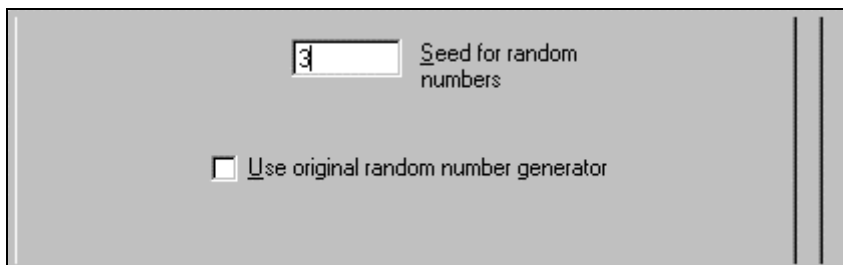 3 Seed for random
numbers
Use original random number generator